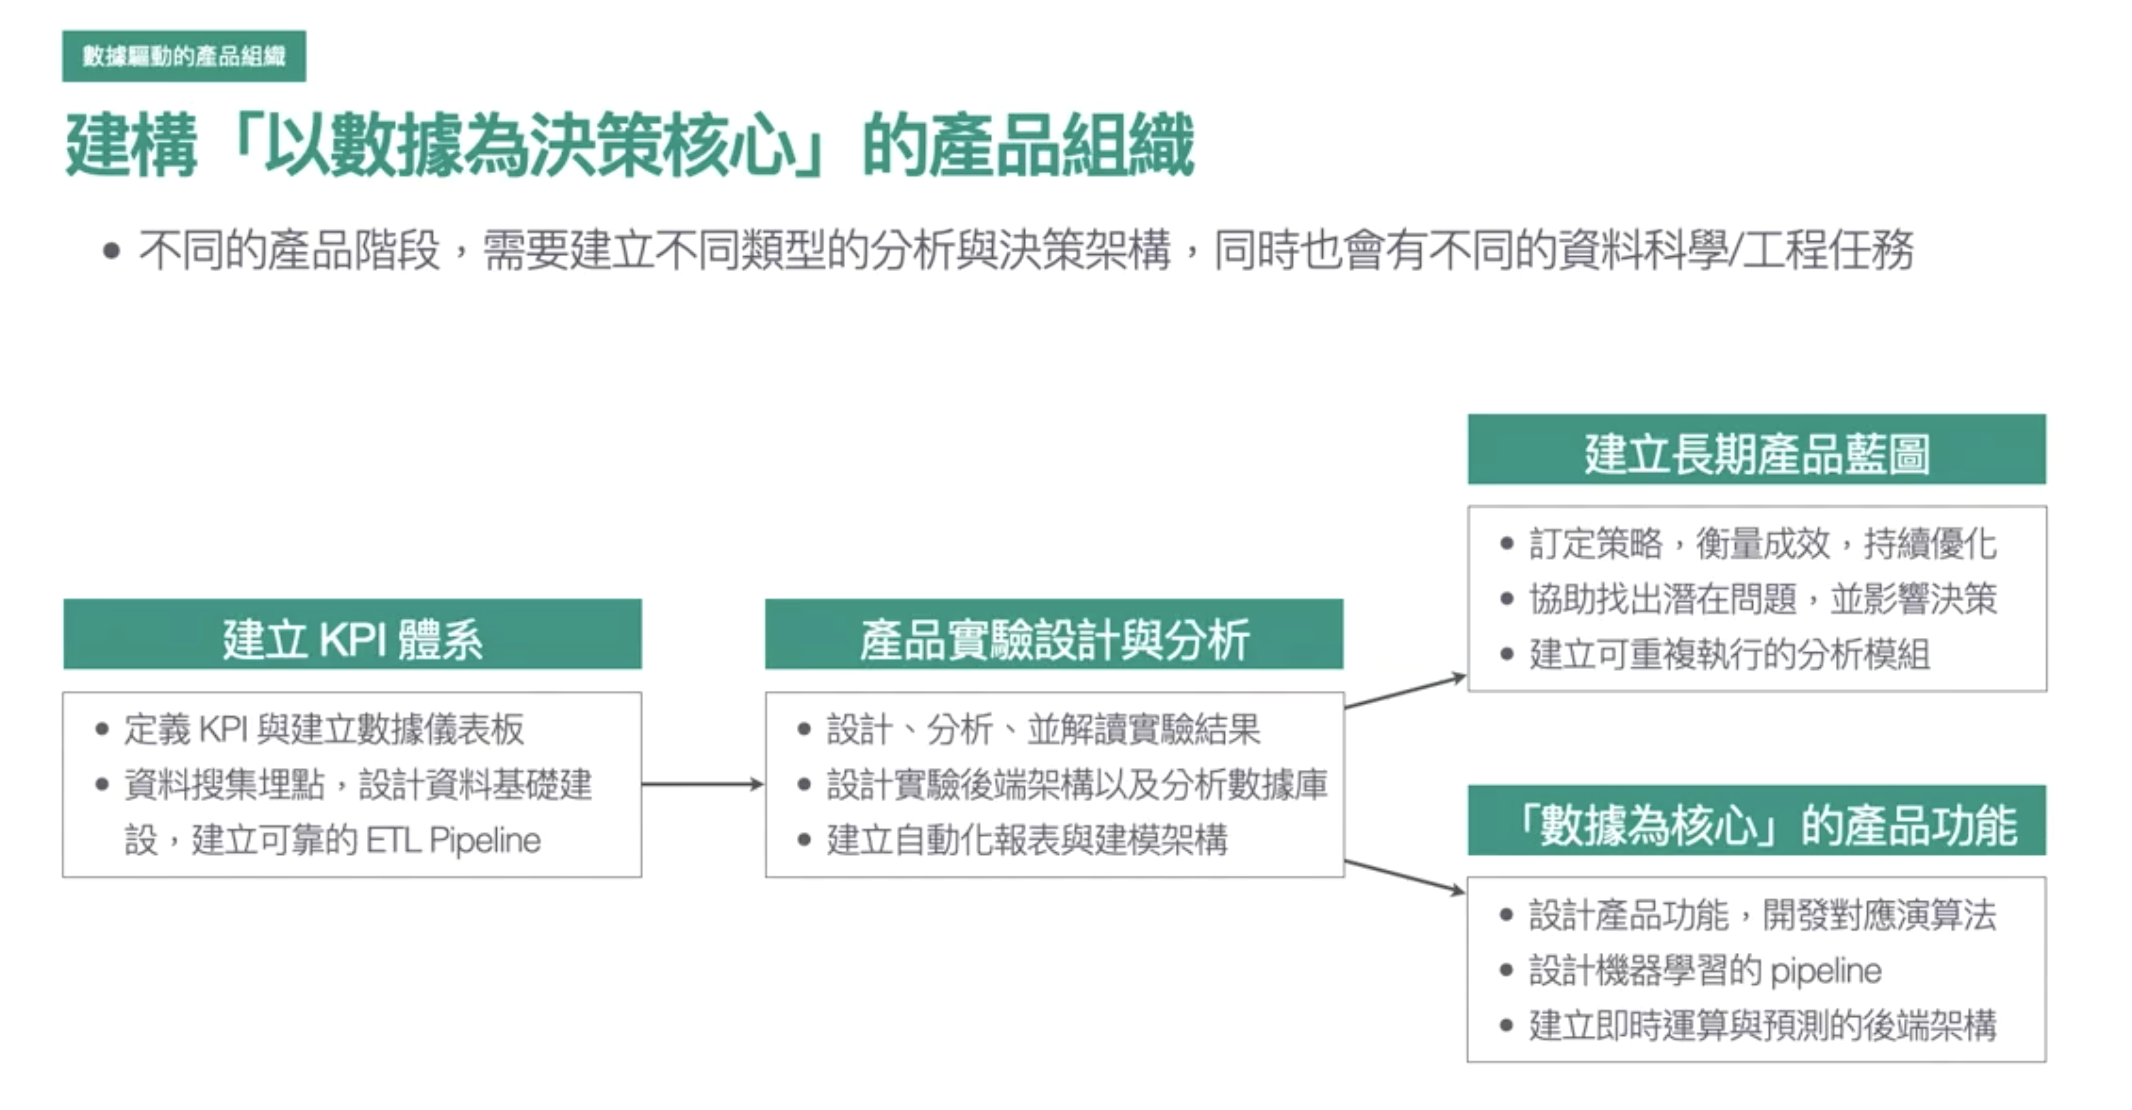 數據驅動的產品組織
建構「以數據為決策核心」的產品組織
• 不同的產品階段，需要建立不同類型的分析與決策架構，同時也會有不同的資料科學/工程任務
建立 KPI 體系
• 定義 KPI 與建立數據儀表板
• 資料搜集埋點，設計資料基礎建
設，建立可靠的 ETL Pipeline
產品實驗設計與分析
• 設計、分析、並解讀實驗結果
• 設計實驗後端架構以及分析數據庫
• 建立自動化報表與建模架構
建立長期產品藍圖
• 訂定策略，衡量成效，持續優化
• 協助找出潛在問題，並影響決策
• 建立可重複執行的分析模組
「數據為核心」的產品功能
• 設計產品功能，開發對應演算法
• 設計機器學習的 pipeline
• 建立即時運算與預測的後端架構